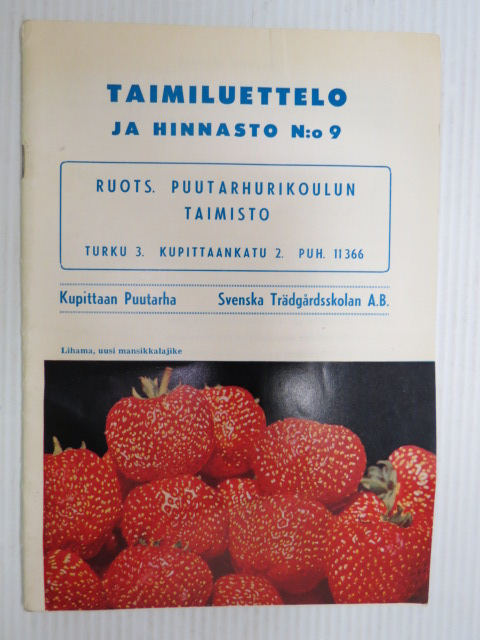 TAIMILUETTELO
JA HINNASTO N:o 9
RUOTS. PUUTARHURIKOULUN
TAIMISTO
TURKU 3. KUPITTAANKATU 2. PUH. 11366
Kupittaan Puutarha Svenska Trädgårdsskolan A.B.
Lihama, uusi mansikkalajike